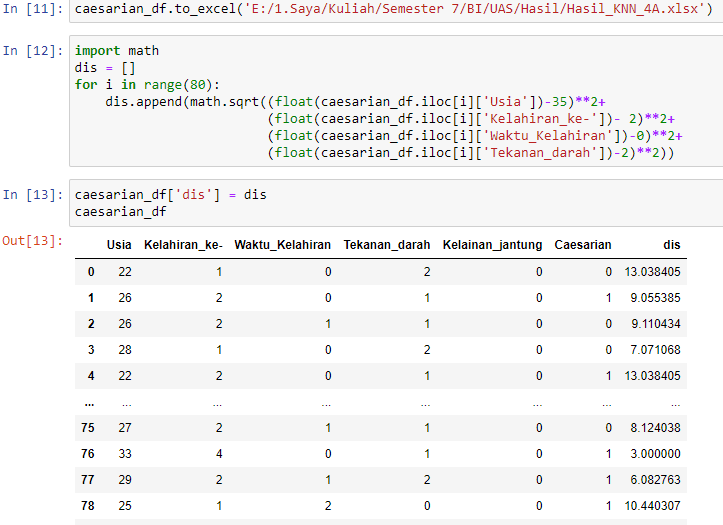 In [11]: caesarian_df.to_excel('E:/1.Saya/Kuliah/Semester 7/BI/UAS/Hasil/Hasil_KNN_4A.xlsx')
In [12]: import math
dis = []
for i in range(80):
    dis.append(math.sqrt((float(caesarian_df.iloc[i]['Usia'])-35)**2+
                         (float(caesarian_df.iloc[i]['Kelahiran_ke-'])- 2)**2+
                         (float(caesarian_df.iloc[i]['Waktu_Kelahiran'])-0)**2+
                         (float(caesarian_df.iloc[i]['Tekanan_darah'])-2)**2))
In [13]: caesarian_df['dis'] = dis
caesarian_df
Out[13]:
Usia Kelahiran_ke- Waktu_Kelahiran Tekanan_darah Kelainan_jantung Caesarian dis
0 22 1 0 2 0 0 13.038405
1 26 2 0 1 0 1 9.055385
2 26 2 1 1 0 0 9.110434
3 28 1 0 2 0 0 7.071068
4 22 2 0 1 0 1 13.038405
... ... ... ... ... ... ... ...
75 27 2 1 1 0 0 8.124038
76 33 4 0 1 0 1 3.000000
77 29 2 1 2 0 1 6.082763
78 25 1 2 0 0 1 10.440307